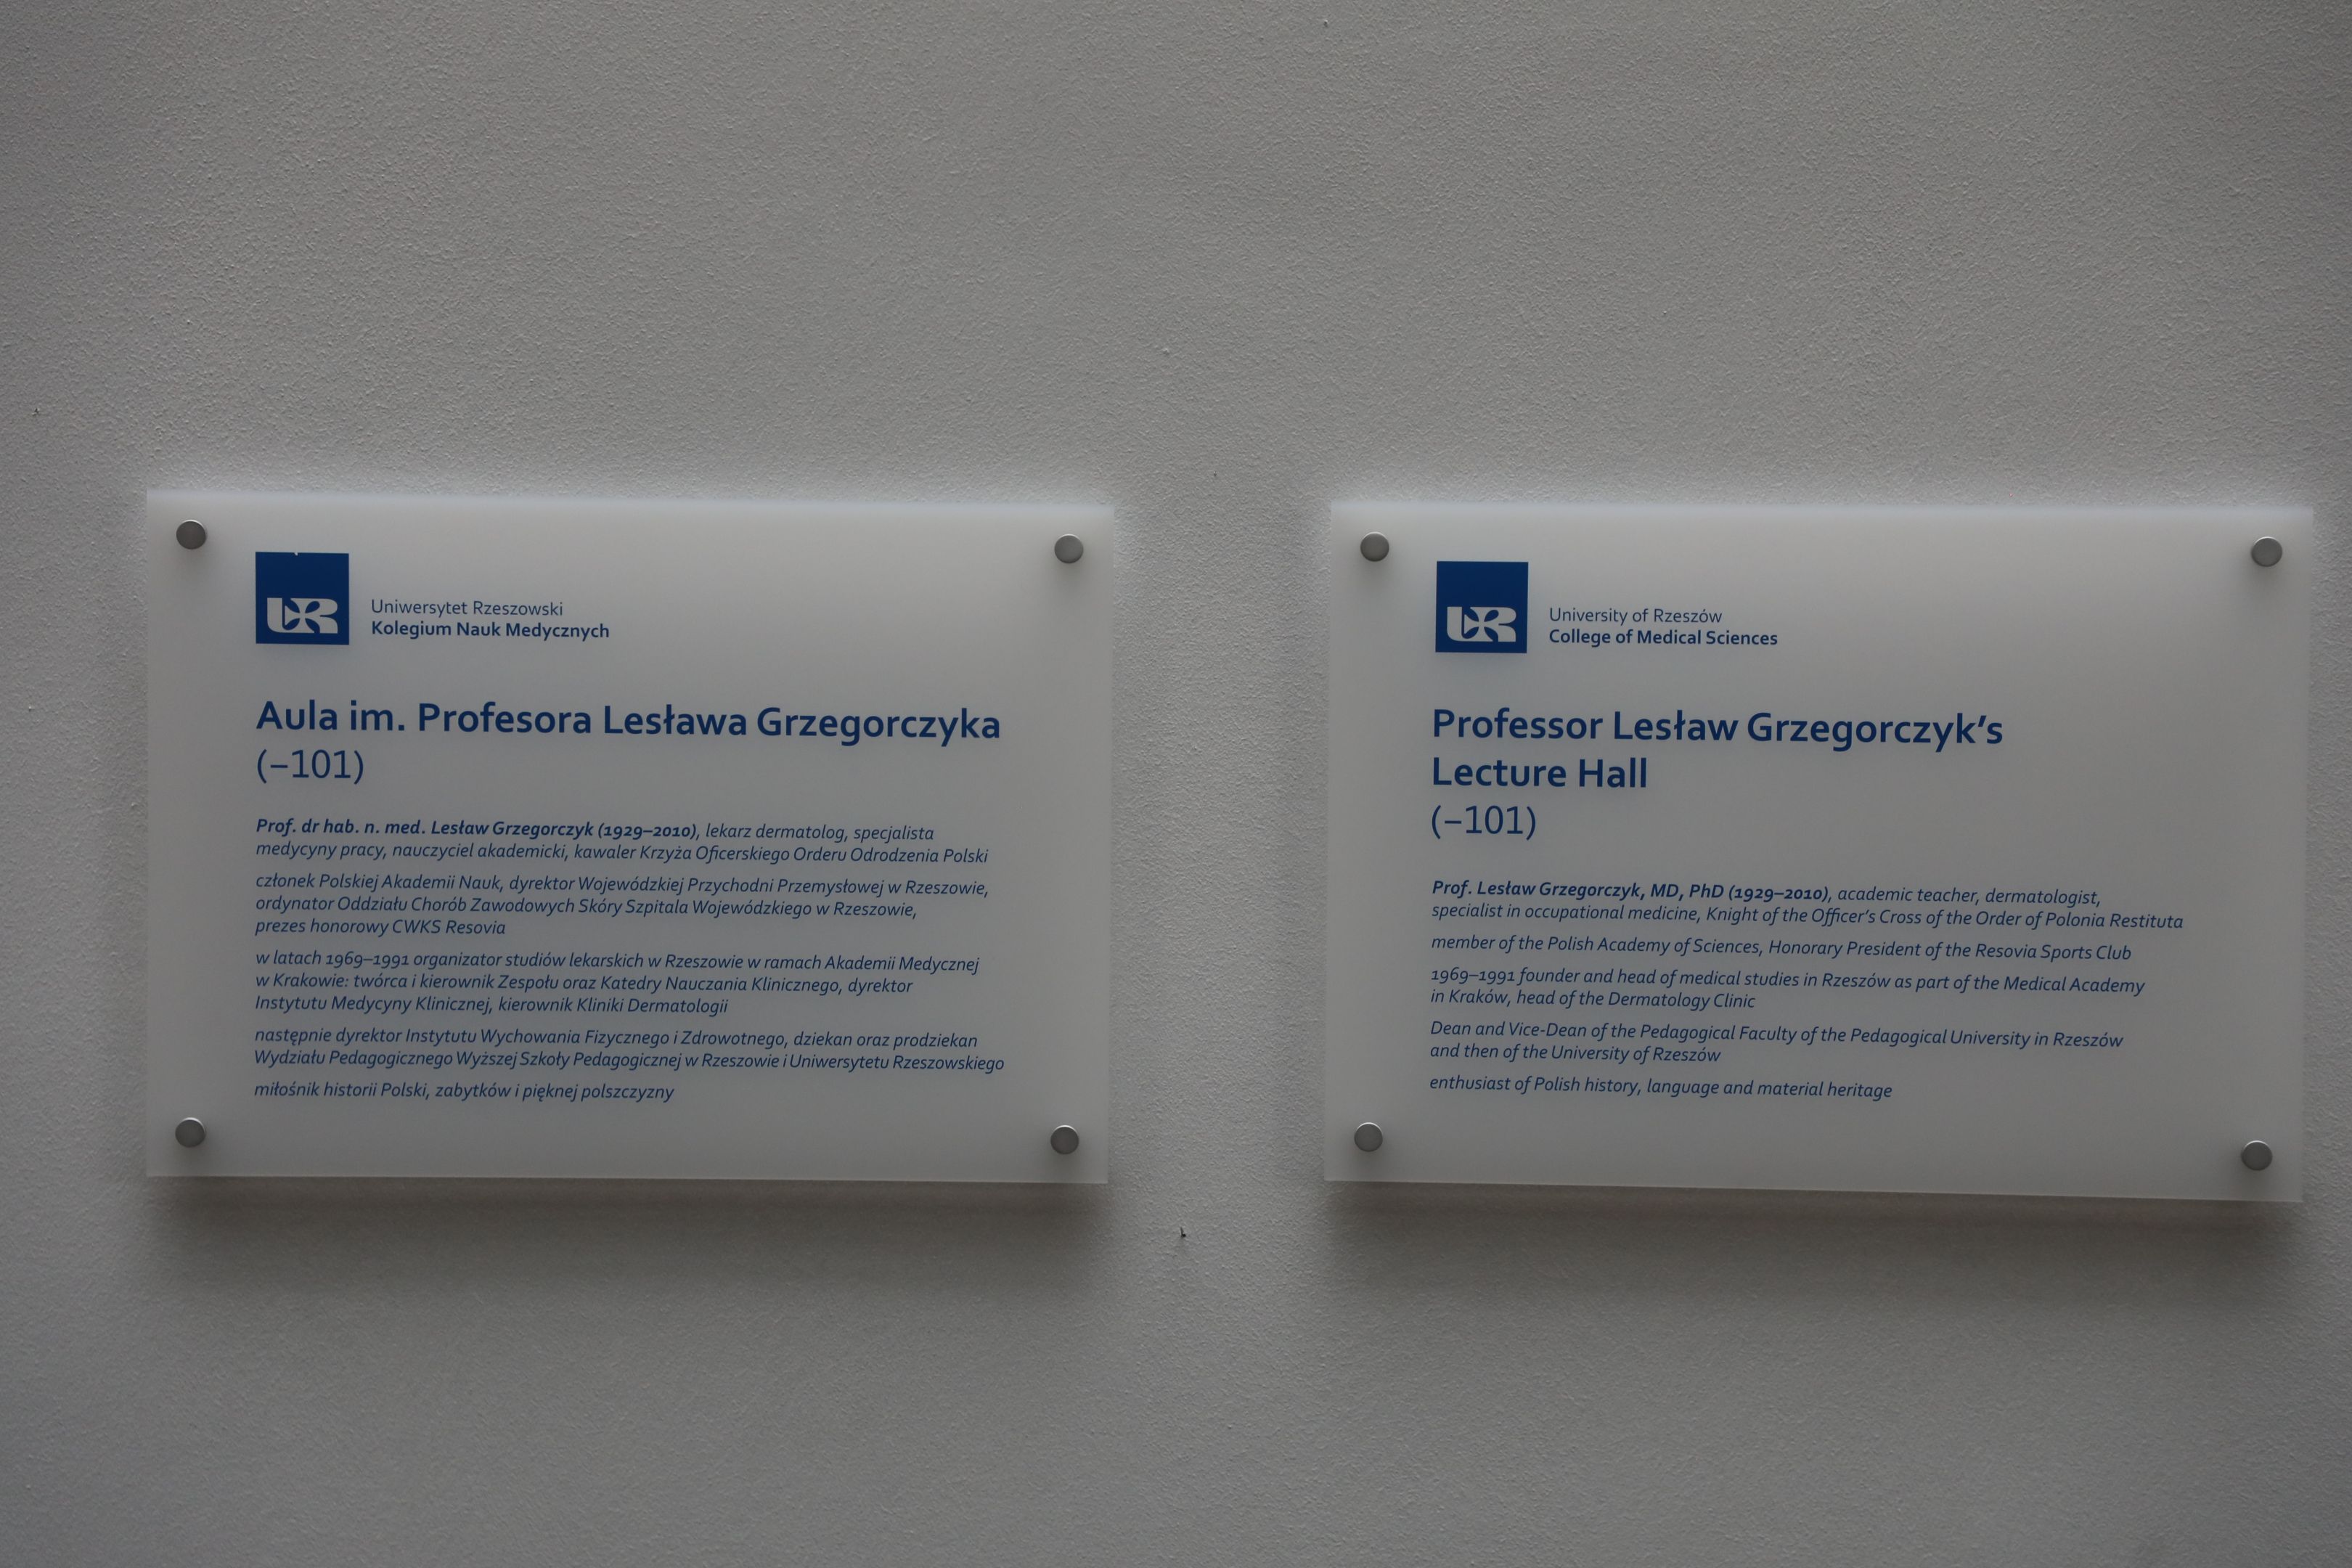 UR
Uniwersytet Rzeszowski
Kolegium Nauk Medycznych
Aula im. Profesora Lesława Grzegorczyka
(–101)
Prof. dr hab. n. med. Lesław Grzegorczyk (1929–2010), lekarz dermatolog, specjalista
medycyny pracy, nauczyciel akademicki, kawaler Krzyża Oficerskiego Orderu Odrodzenia Polski
członek Polskiej Akademii Nauk, dyrektor Wojewódzkiej Przychodni Przemysłowej w Rzeszowie,
ordynator Oddziału Chorób Zawodowych Skóry Szpitala Wojewódzkiego w Rzeszowie,
prezes honorowy CWKS Resovia
w latach 1969–1991 organizator studiów lekarskich w Rzeszowie w ramach Akademii Medycznej
w Krakowie: twórca i kierownik Zespołu oraz Katedry Nauczania Klinicznego, dyrektor
Instytutu Medycyny Klinicznej, kierownik Kliniki Dermatologii
następnie dyrektor Instytutu Wychowania Fizycznego i Zdrowotnego, dziekan oraz prodziekan
Wydziału Pedagogicznego Wyższej Szkoły Pedagogicznej w Rzeszowie i Uniwersytetu Rzeszowskiego
miłośnik historii Polski, zabytków i pięknej polszczyzny
UR
University of Rzeszów
College of Medical Sciences
Professor Lesław Grzegorczyk’s
Lecture Hall
(–101)
Prof. Lesław Grzegorczyk, MD, PhD (1929–2010), academic teacher, dermatologist,
specialist in occupational medicine, Knight of the Officer’s Cross of the Order of Polonia Restituta
member of the Polish Academy of Sciences, Honorary President of the Resovia Sports Club
1969–1991 founder and head of medical studies in Rzeszów as part of the Medical Academy
in Kraków, head of the Dermatology Clinic
Dean and Vice-Dean of the Pedagogical Faculty of the Pedagogical University in Rzeszów
and then of the University of Rzeszów
enthusiast of Polish history, language and material heritage